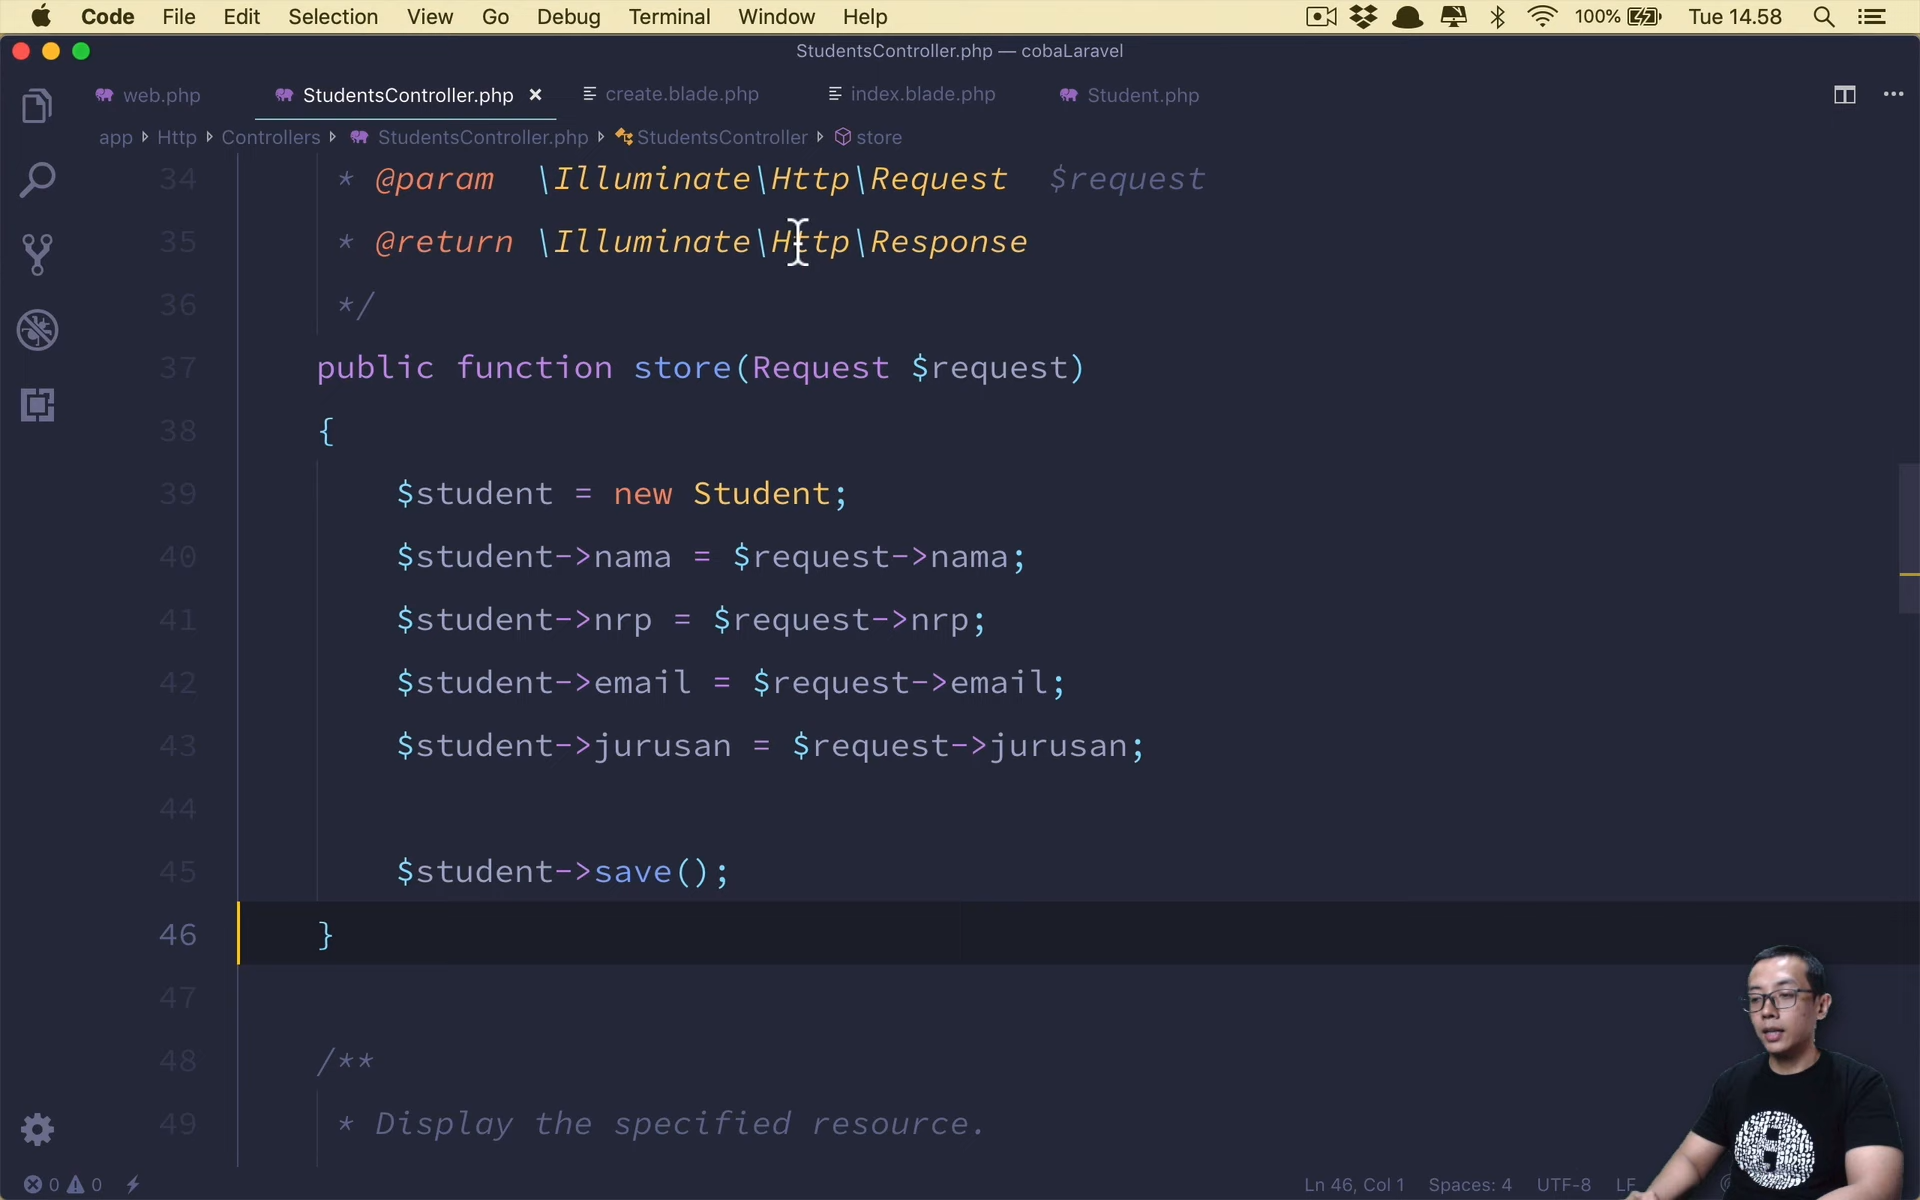 Code File Edit Selection View Go Debug Terminal Window Help 100% Tue 14.58
StudentsController.php — cobaLaravel
web.php StudentsController.php × create.blade.php index.blade.php Student.php
app Http Controllers StudentsController.php StudentsController store
34 * @param \Illuminate\Http\Request $request
35 * @return \Illuminate\Http\Response
36 */
37 public function store(Request $request)
38 {
39 $student = new Student;
40 $student->nama = $request->nama;
41 $student->nrp = $request->nrp;
42 $student->email = $request->email;
43 $student->jurusan = $request->jurusan;
44
45 $student->save();
46 }
47
48 /**
49 * Display the specified resource.
0 0 Ln 46, Col 1 Spaces: 4 UTF-8 LF